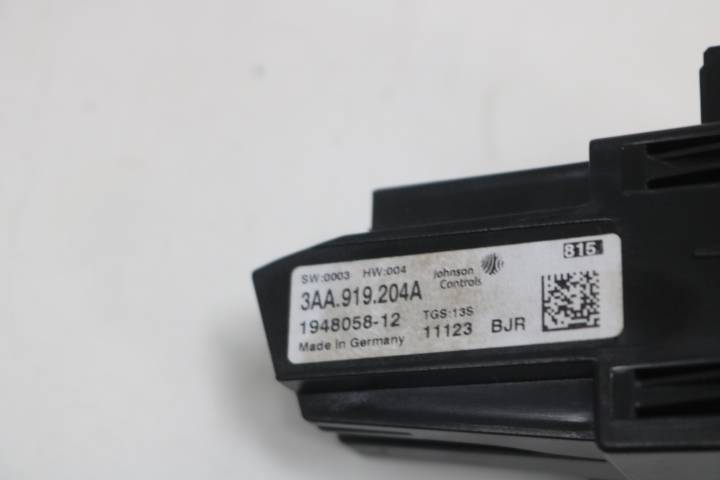 815
SW:0003 HW:004 Johnson
Controls
3AA.919.204A
1948058-12 TGS:13S
11123 BJR
Made in Germany